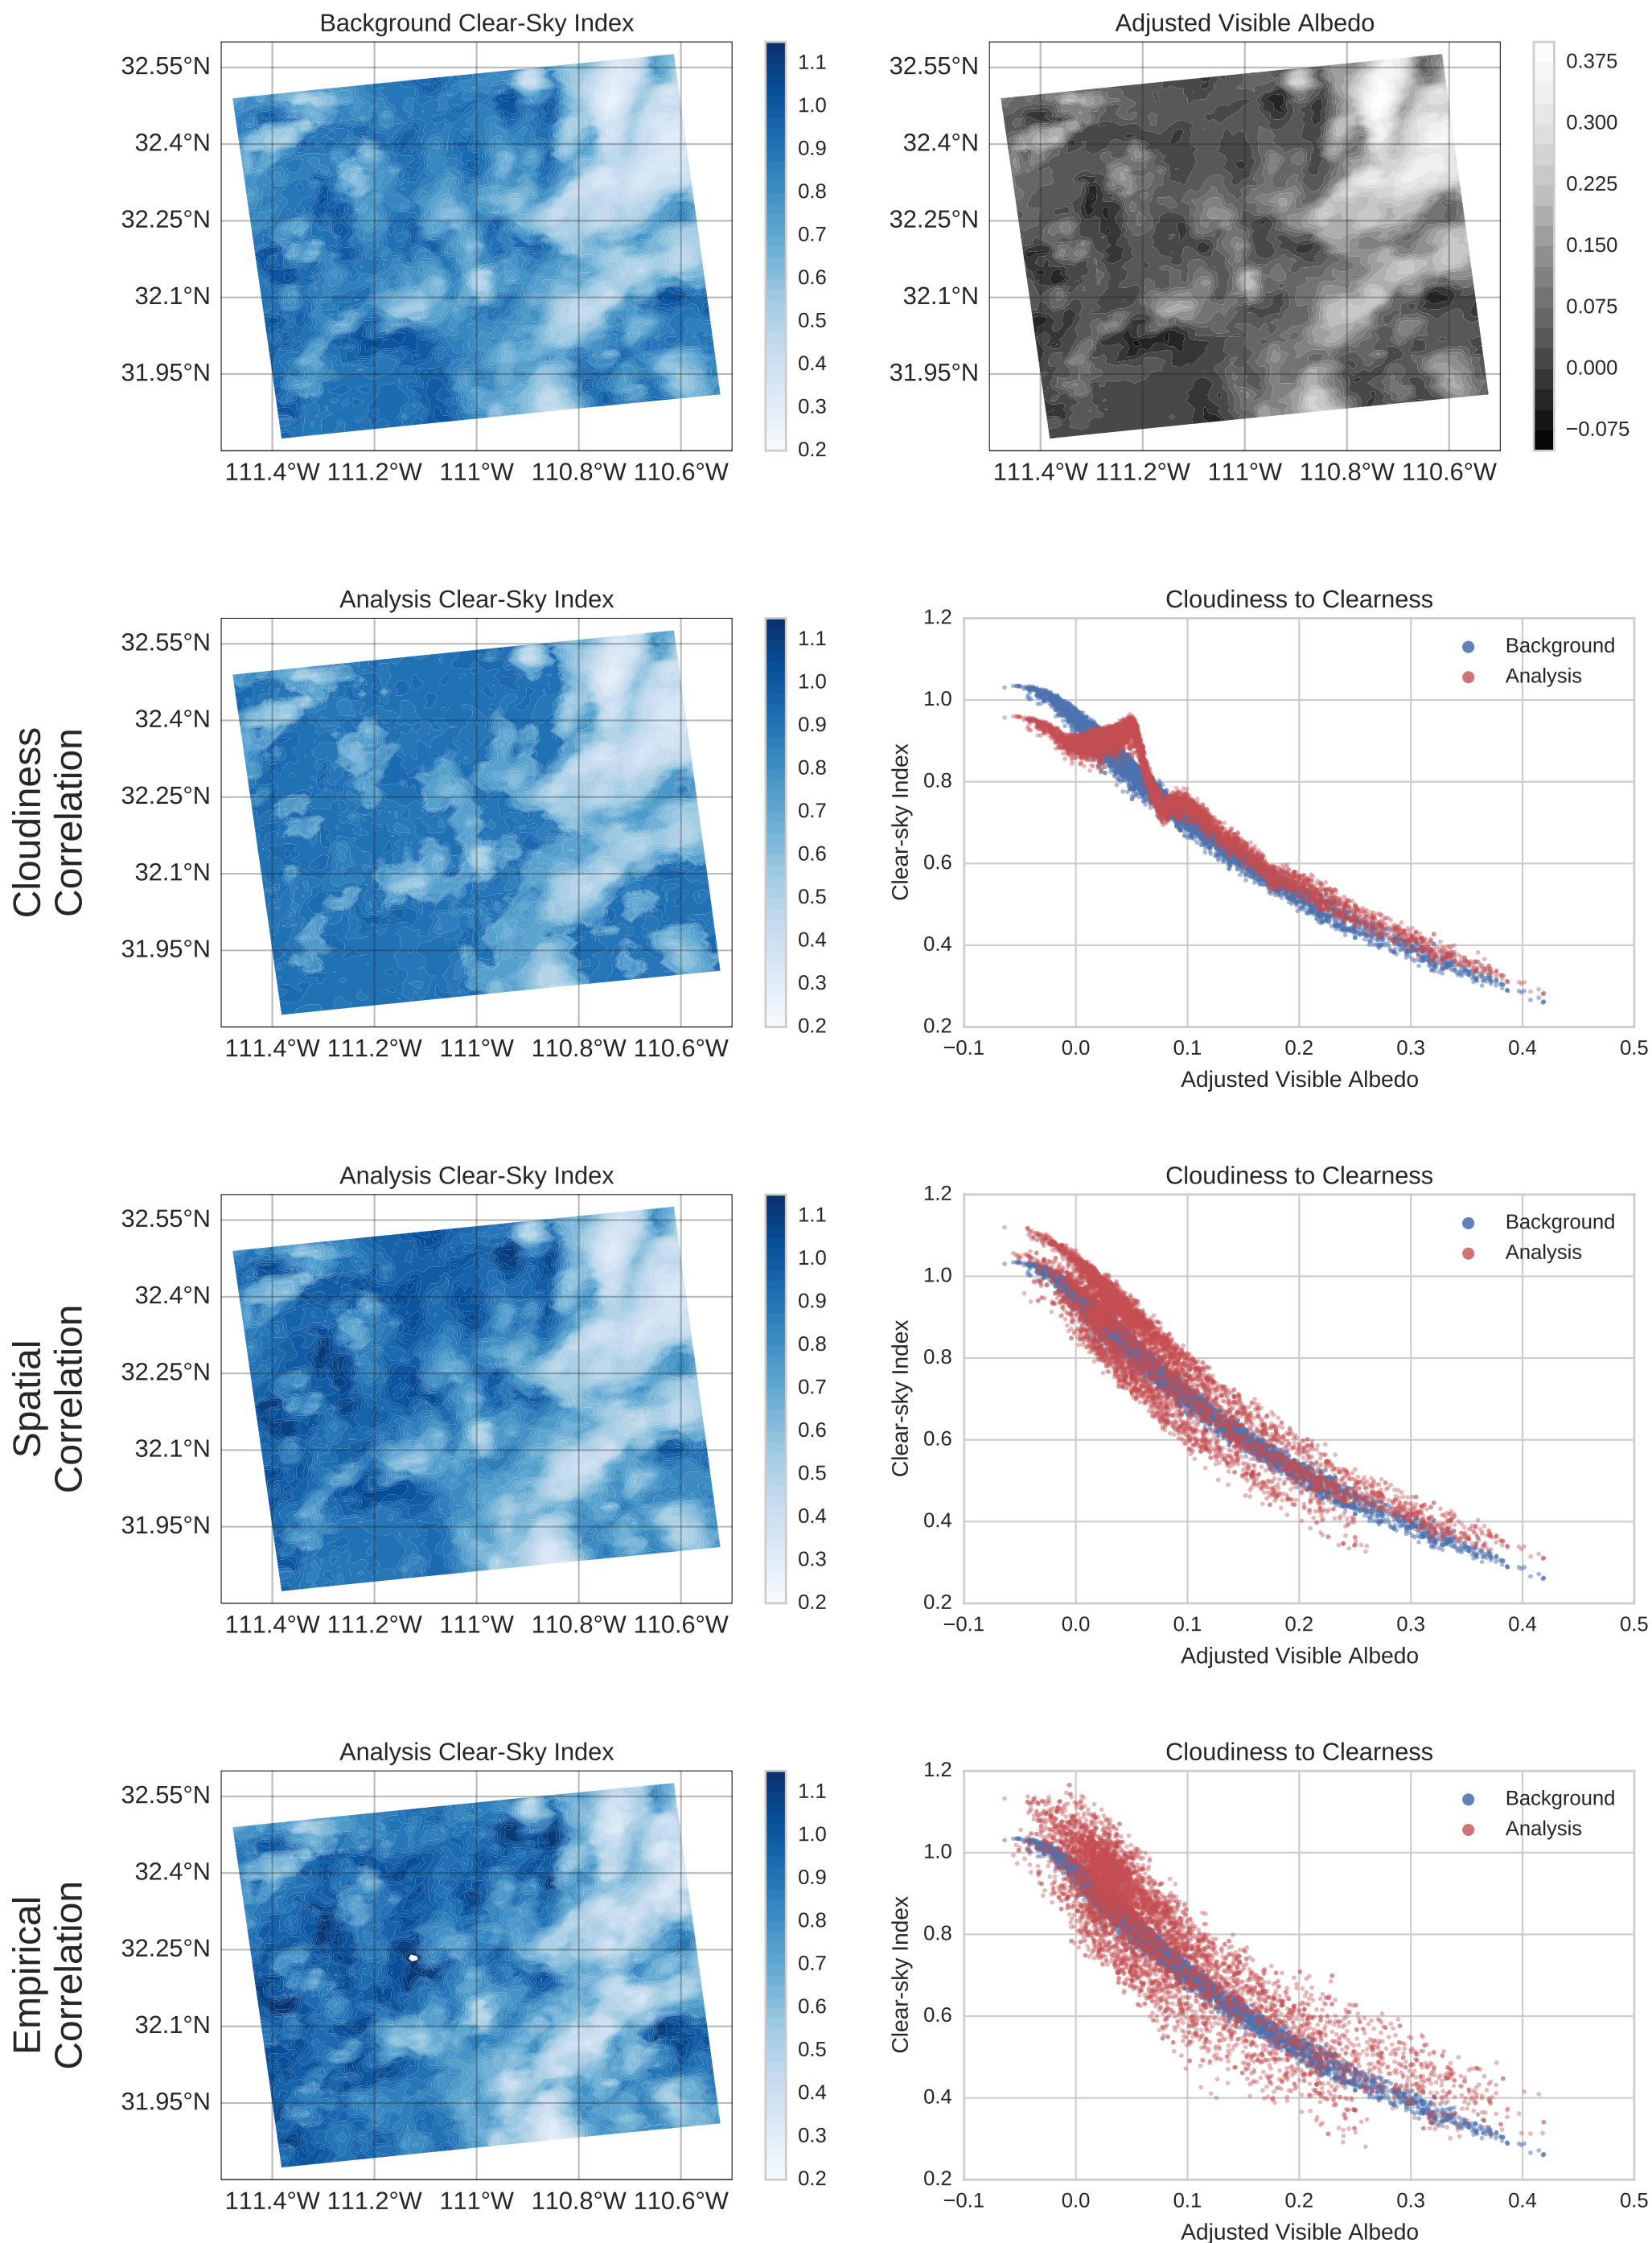 Background Clear-Sky Index
32.55°N
32.4°N
32.25°N
32.1°N
31.95°N
111.4°W 111.2°W 111°W 110.8°W 110.6°W
1.1
1.0
0.9
0.8
0.7
0.6
0.5
0.4
0.3
0.2
Adjusted Visible Albedo
32.55°N
32.4°N
32.25°N
32.1°N
31.95°N
111.4°W 111.2°W 111°W 110.8°W 110.6°W
0.375
0.300
0.225
0.150
0.075
0.000
−0.075
Cloudiness
Correlation
Analysis Clear-Sky Index
32.55°N
32.4°N
32.25°N
32.1°N
31.95°N
111.4°W 111.2°W 111°W 110.8°W 110.6°W
1.1
1.0
0.9
0.8
0.7
0.6
0.5
0.4
0.3
0.2
Cloudiness to Clearness
Background
Analysis
Clear-sky Index
1.2
1.0
0.8
0.6
0.4
0.2
−0.1 0.0 0.1 0.2 0.3 0.4 0.5
Adjusted Visible Albedo
Spatial
Correlation
Analysis Clear-Sky Index
32.55°N
32.4°N
32.25°N
32.1°N
31.95°N
111.4°W 111.2°W 111°W 110.8°W 110.6°W
1.1
1.0
0.9
0.8
0.7
0.6
0.5
0.4
0.3
0.2
Cloudiness to Clearness
Background
Analysis
Clear-sky Index
1.2
1.0
0.8
0.6
0.4
0.2
−0.1 0.0 0.1 0.2 0.3 0.4 0.5
Adjusted Visible Albedo
Empirical
Correlation
Analysis Clear-Sky Index
32.55°N
32.4°N
32.25°N
32.1°N
31.95°N
111.4°W 111.2°W 111°W 110.8°W 110.6°W
1.1
1.0
0.9
0.8
0.7
0.6
0.5
0.4
0.3
0.2
Cloudiness to Clearness
Background
Analysis
Clear-sky Index
1.2
1.0
0.8
0.6
0.4
0.2
−0.1 0.0 0.1 0.2 0.3 0.4 0.5
Adjusted Visible Albedo